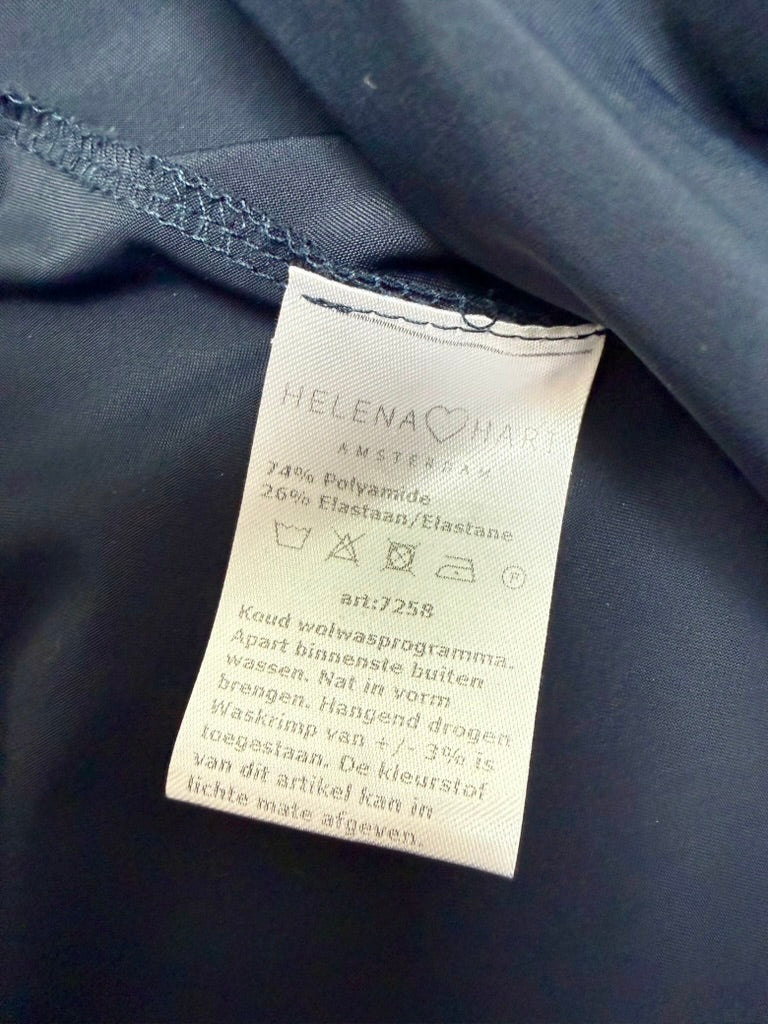 HELENA HART
AMSTERDAM
74% Polyamide
26% Elastaan/Elastane
P
art:7258
Koud wolwasprogramma.
Apart binnenste buiten
wassen. Nat in vorm
brengen. Hangend drogen
Waskrimp van +/- 3% is
toegestaan. De kleurstof
van dit artikel kan in
lichte mate afgeven.